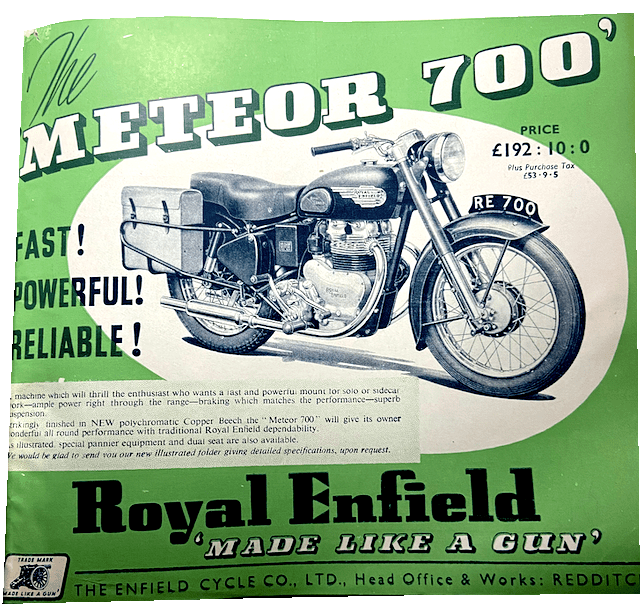 The
'METEOR 700'
PRICE
£192 : 10 : 0
Plus Purchase Tax
£53 · 9 · 5
ROYAL ENFIELD
RE 700
FAST!
POWERFUL!
RELIABLE!
machine which will thrill the enthusiast who wants a fast and powerful mount for solo or sidecar
work—ample power right through the range—braking which matches the performance—superb
suspension.
trikingly finished in NEW polychromatic Copper Beech the "Meteor 700" will give its owner
onderful all round performance with traditional Royal Enfield dependability.
s illustrated, special pannier equipment and dual seat are also available.
We would be glad to send you our new illustrated folder giving detailed specifications, upon request.
Royal Enfield
'MADE LIKE A GUN'
TRADE MARK
MADE LIKE A GUN
THE ENFIELD CYCLE CO., LTD., Head Office & Works: REDDITC